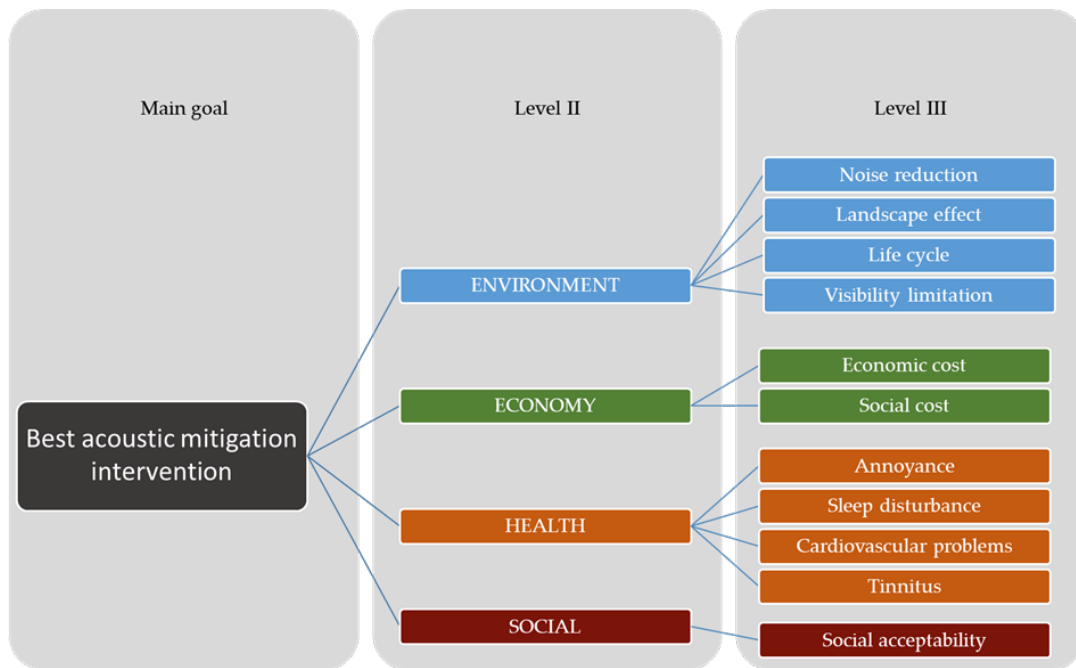 Main goal
Level II
Level III
Noise reduction
Landscape effect
Life cycle
Visibility limitation
ENVIRONMENT
Economic cost
Social cost
ECONOMY
Best acoustic mitigation
intervention
Annoyance
Sleep disturbance
Cardiovascular problems
Tinnitus
HEALTH
SOCIAL
Social acceptability